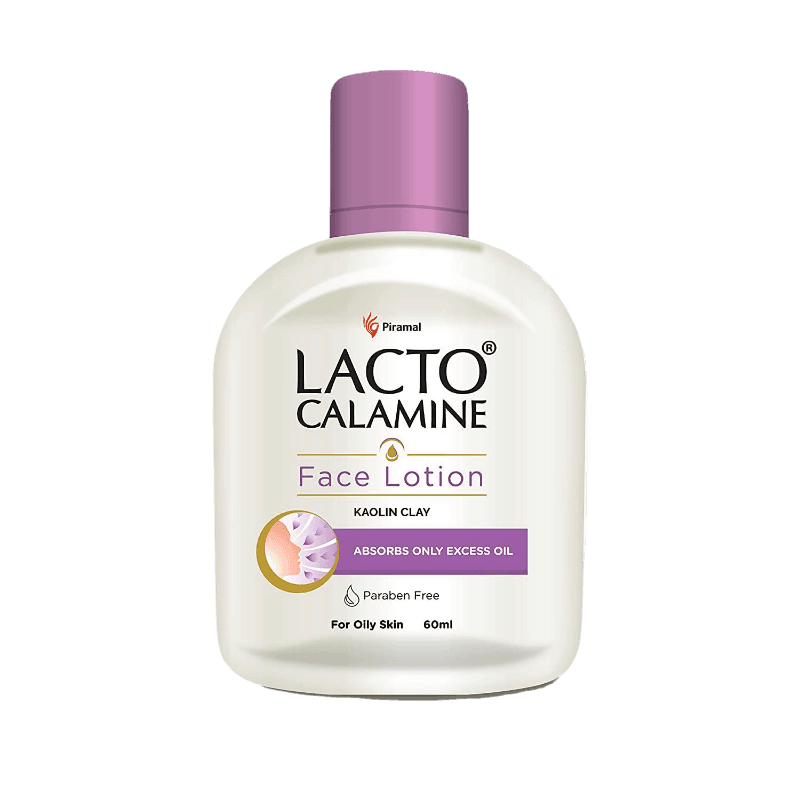 Piramal
LACTO®
CALAMINE
Face Lotion
KAOLIN CLAY
ABSORBS ONLY EXCESS OIL
Paraben Free
For Oily Skin 60ml